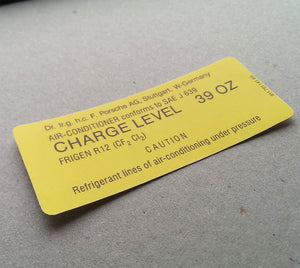 Dr. Ir.g. h.c. F. Porsche AG, Stuttgart, W-Germany
AIR-CONDITIONER conforms to SAE J 639
CHARGE LEVEL 39 OZ
FRIGEN R12 (CF2 Cl2)
CAUTION
Refrigerant lines of air-conditioning under pressure